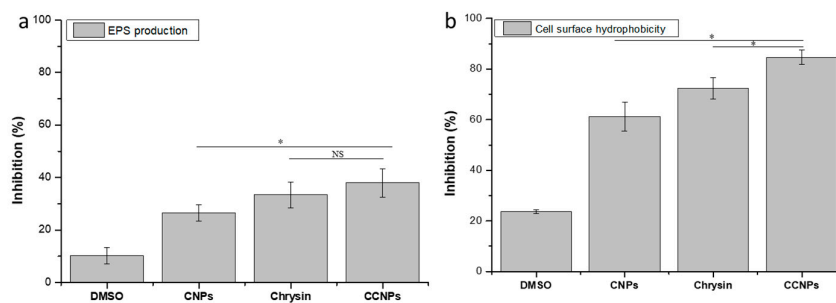 a
EPS production
Inhibition (%)
100
80
60
40
20
0
*
NS
DMSO CNPs Chrysin CCNPs
b
Cell surface hydrophobicity
Inhibition (%)
100
80
60
40
20
0
*
*
DMSO CNPs Chrysin CCNPs